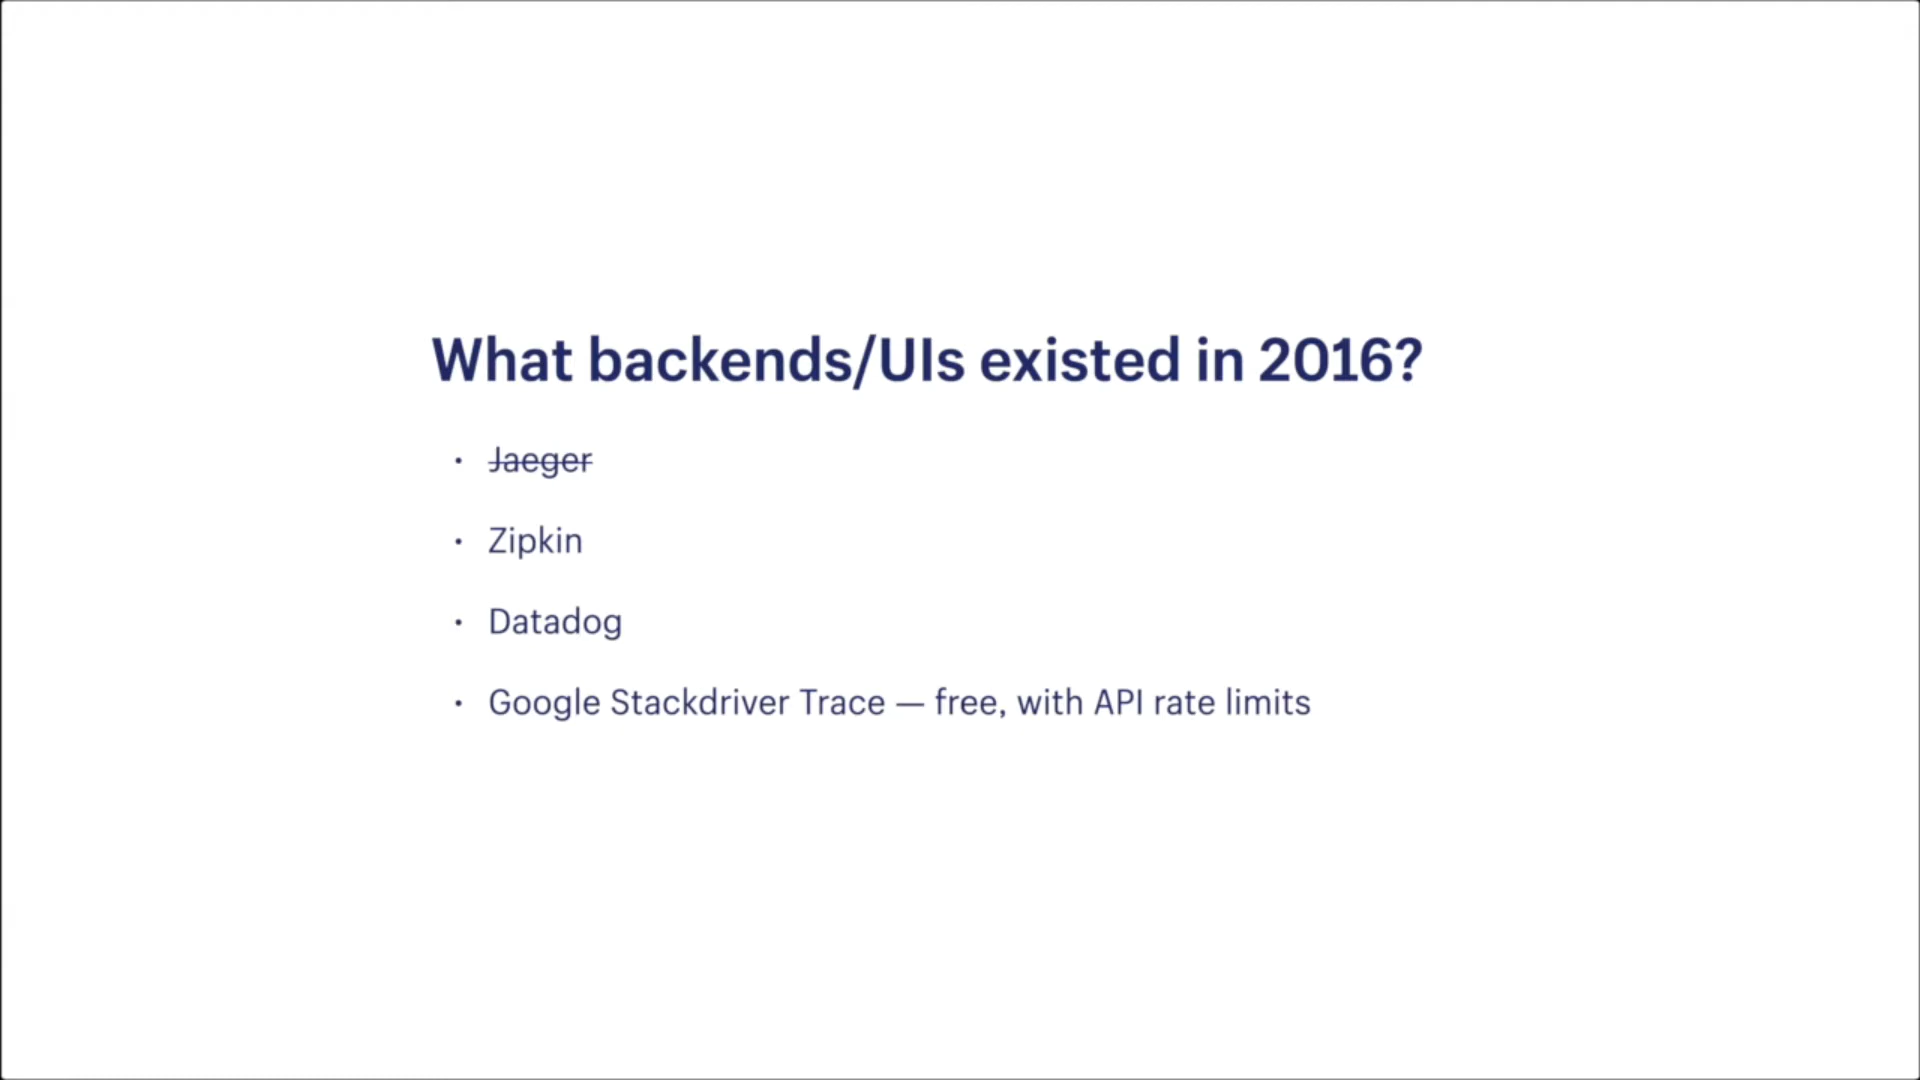 What backends/UIs existed in 2016?
• Jaeger
• Zipkin
• Datadog
• Google Stackdriver Trace — free, with API rate limits